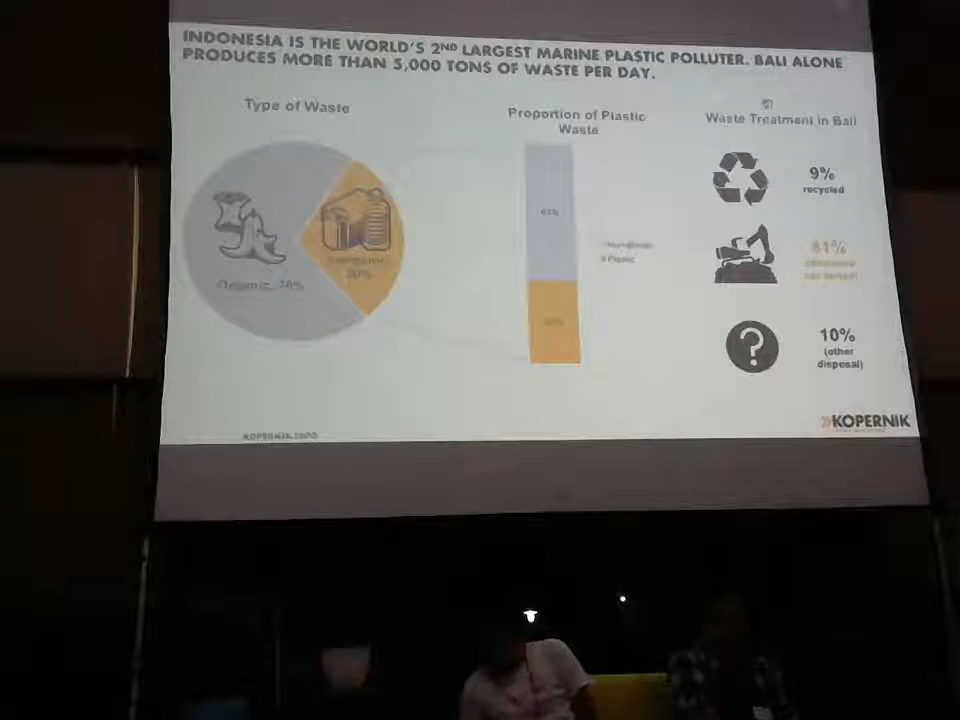 INDONESIA IS THE WORLD'S 2ND LARGEST MARINE PLASTIC POLLUTER. BALI ALONE
PRODUCES MORE THAN 5,000 TONS OF WASTE PER DAY.
Type of Waste
Proportion of Plastic
Waste
Waste Treatment in Bali
9%
recycled
81%
Organic,
10%
(other
disposal)
KOPERNIK